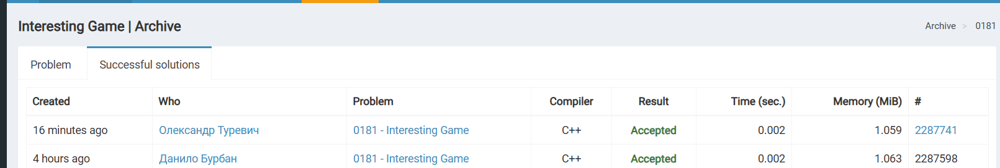 Interesting Game | Archive
Archive > 0181
Problem Successful solutions
Created Who Problem Compiler Result Time (sec.) Memory (MiB) #
16 minutes ago Олександр Туревич 0181 - Interesting Game C++ Accepted 0.002 1.059 2287741
4 hours ago Данило Бурбан 0181 - Interesting Game C++ Accepted 0.002 1.063 2287598